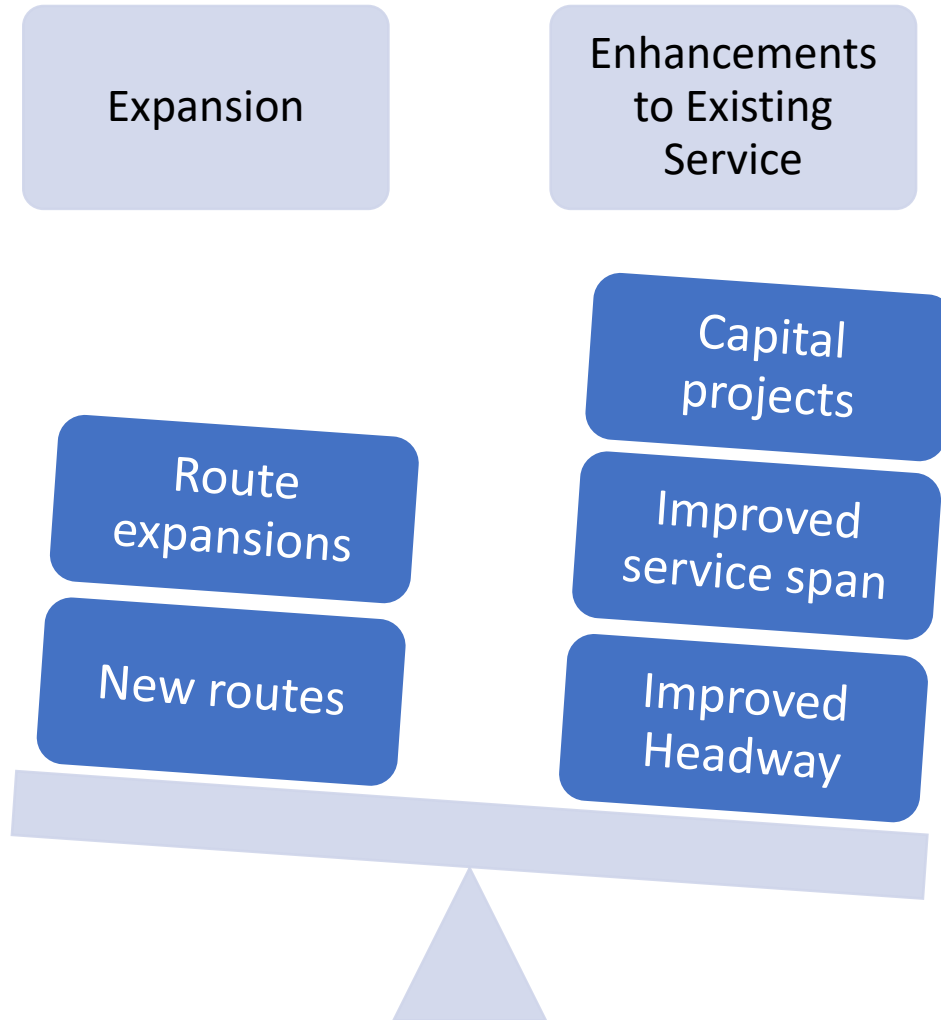 Expansion
Enhancements
to Existing
Service
Route
expansions
New routes
Capital
projects
Improved
service span
Improved
Headway